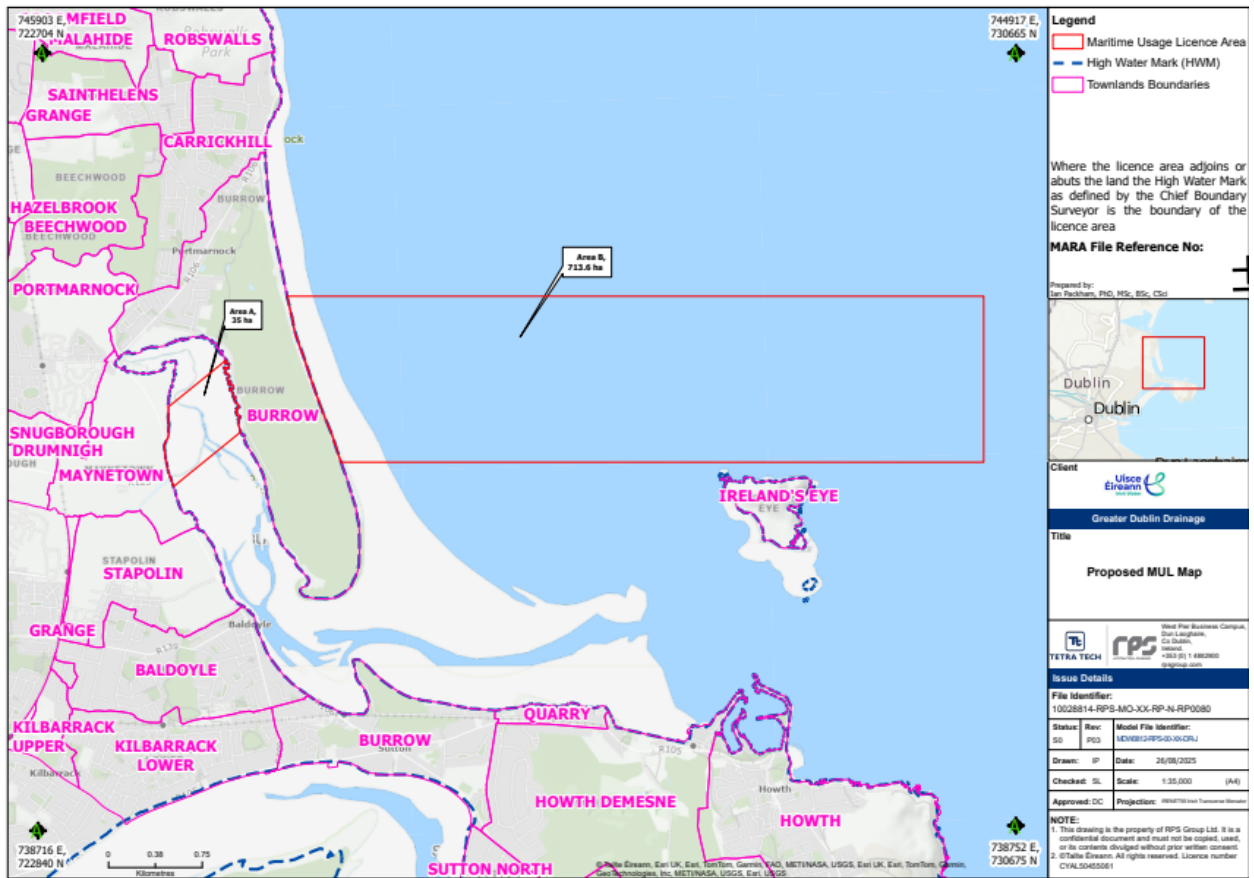 745903 E,
722704 N
MFIELD
MALAHIDE
ROBSWALLS
Park
SAINTHELENS
GRANGE
CARRICKHILL
ock
R106
BEECHWOOD
BURROW
HAZELBROOK
BEECHWOOD
BEECHWOOD
Portmarnock
R106
PORTMARNOCK
Area A,
35 ha
Area B,
713.6 ha
BURROW
BURROW
SNUGBOROUGH
DRUMNIGH
OUGH
MAYNETOWN
IRELAND'S EYE
EYE
STAPOLIN
STAPOLIN
GRANGE
Baldoyle
BALDOYLE
QUARRY
KILBARRACK
UPPER
KILBARRACK
LOWER
BURROW
Sutton
R105
Kilbarrack
Howth
HOWTH DEMESNE
HOWTH
SUTTON NORTH
738716 E,
722840 N
0 0.38 0.75
Kilometres
744917 E,
730665 N
738752 E,
730675 N
© Tailte Éireann, Esri UK, Esri, TomTom, Garmin, FAO, METI/NASA, USGS, Esri UK, Esri, TomTom, Garmin,
GeoTechnologies, Inc, METI/NASA, USGS, Esri, USGS
Legend
Maritime Usage Licence Area
High Water Mark (HWM)
Townlands Boundaries
Where the licence area adjoins or
abuts the land the High Water Mark
as defined by the Chief Boundary
Surveyor is the boundary of the
licence area
MARA File Reference No:
Prepared by:
Ian Packham, PhD, MSc, BSc, CSci
Dublin
Dublin
Client
Uisce
Éireann
Irish Water
Greater Dublin Drainage
Title
Proposed MUL Map
TETRA TECH
rps
West Pier Business Campus,
Dun Laoghaire,
Co Dublin,
Ireland.
+353 (0) 1 4882900
rpsgroup.com
Issue Details
File Identifier:
10028814-RPS-MO-XX-RP-N-RP0080
Status: Rev: Model File Identifier:
S0 P03
Drawn: IP Date: 26/08/2025
Checked: SL Scale: 1:35,000 (A4)
Approved: DC Projection:
NOTE:
1. This drawing is the property of RPS Group Ltd. It is a
confidential document and must not be copied, used,
or its contents divulged without prior written consent.
2. ©Tailte Éireann. All rights reserved. Licence number
CYAL50455061